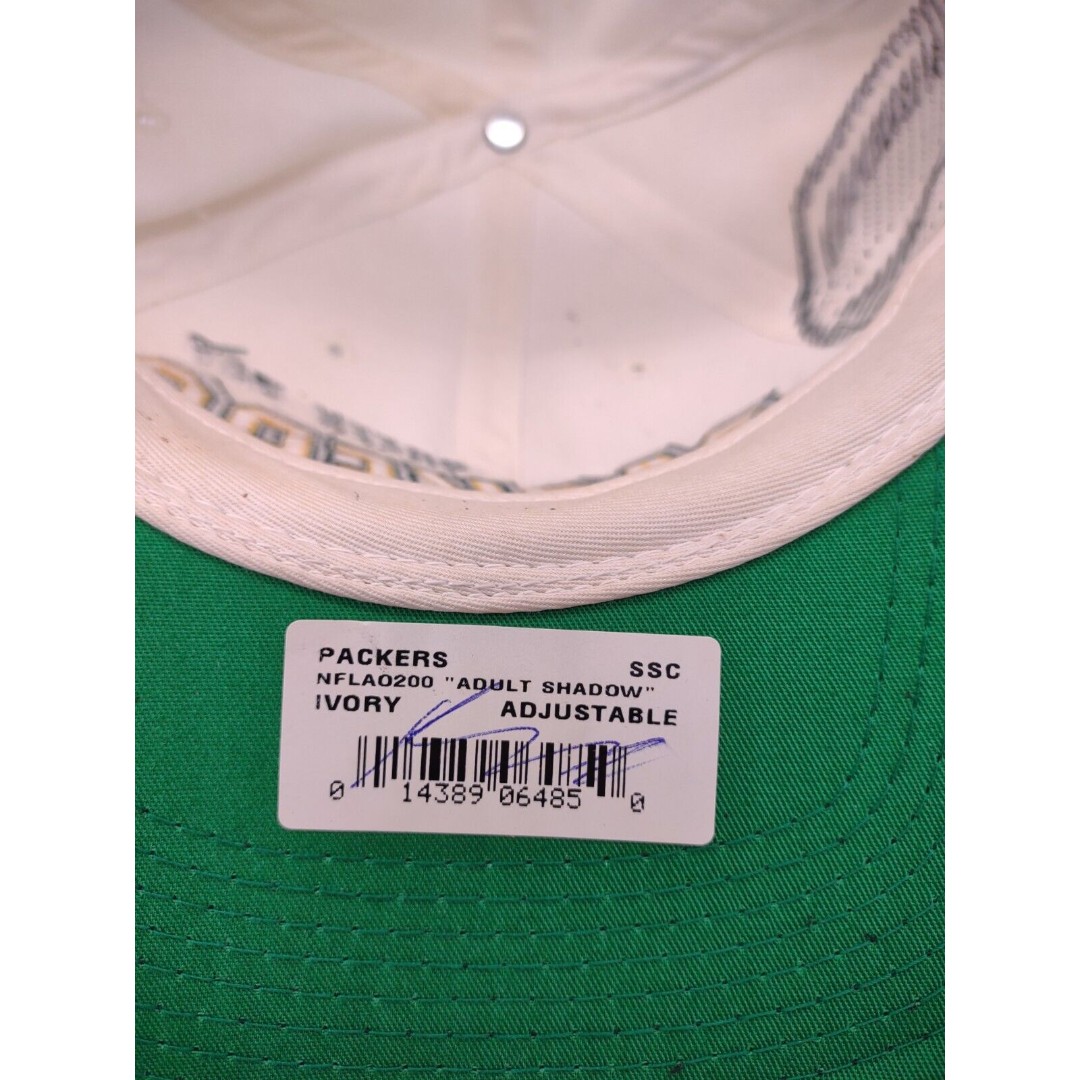 PACKERS SSC
NFLA0200 "ADULT SHADOW"
IVORY ADJUSTABLE
0 14389 06485 0